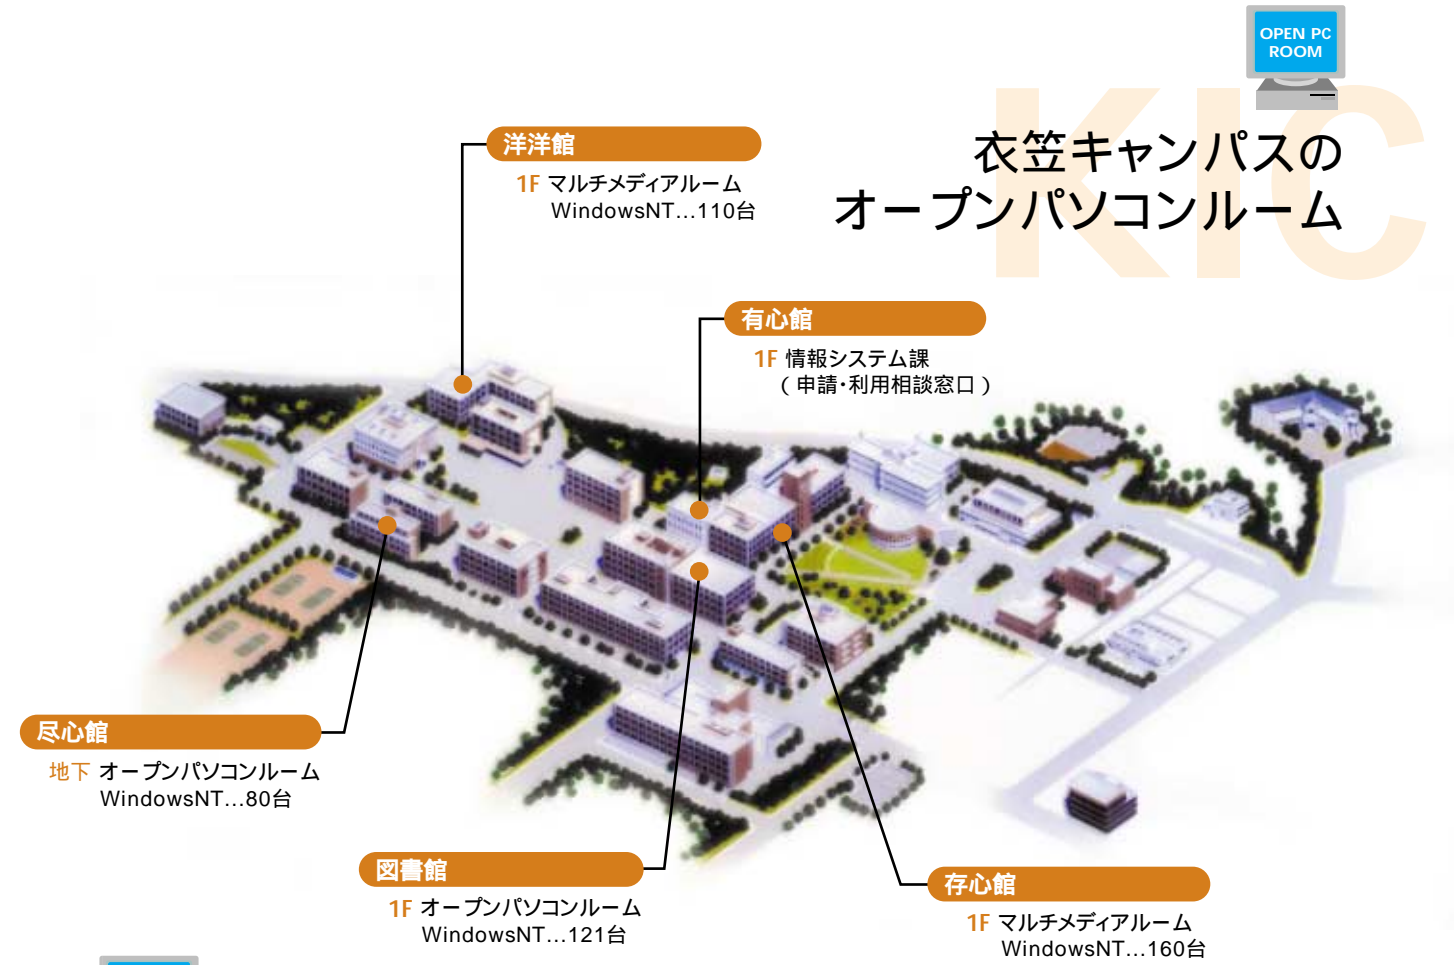 OPEN PC
ROOM
KIC
衣笠キャンパスの
オープンパソコンルーム
洋洋館
1F マルチメディアルーム
WindowsNT...110台
有心館
1F 情報システム課
(申請・利用相談窓口)
尽心館
地下 オープンパソコンルーム
WindowsNT...80台
図書館
1F オープンパソコンルーム
WindowsNT...121台
存心館
1F マルチメディアルーム
WindowsNT...160台